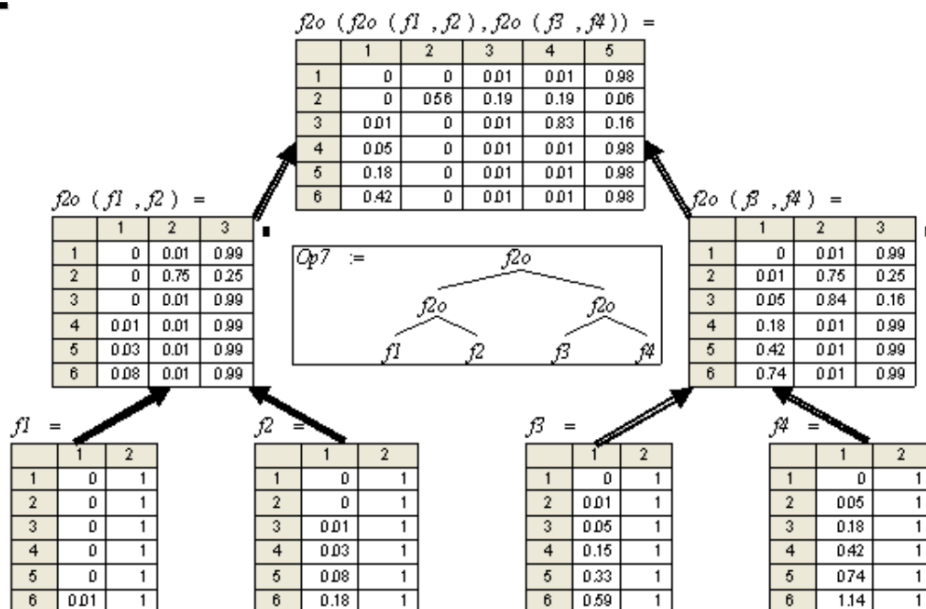 f2o (f2o (f1 ,f2 ),f2o (f3 ,f4)) =
1 2 3 4 5
1 0 0 0.01 0.01 0.98
2 0 0.56 0.19 0.19 0.06
3 0.01 0 0.01 0.83 0.16
4 0.05 0 0.01 0.01 0.98
5 0.18 0 0.01 0.01 0.98
6 0.42 0 0.01 0.01 0.98
f2o (f1 ,f2 ) =
1 2 3
1 0 0.01 0.99
2 0 0.75 0.25
3 0 0.01 0.99
4 0.01 0.01 0.99
5 0.03 0.01 0.99
6 0.08 0.01 0.99
Op7 :=
f2o
f2o f2o
f1 f2 f3 f4
f2o (f3 ,f4 ) =
1 2 3
1 0 0.01 0.99
2 0.01 0.75 0.25
3 0.05 0.84 0.16
4 0.18 0.01 0.99
5 0.42 0.01 0.99
6 0.74 0.01 0.99
f1 =
1 2
1 0 1
2 0 1
3 0 1
4 0 1
5 0 1
6 0.01 1
f2 =
1 2
1 0 1
2 0 1
3 0.01 1
4 0.03 1
5 0.08 1
6 0.18 1
f3 =
1 2
1 0 1
2 0.01 1
3 0.05 1
4 0.15 1
5 0.33 1
6 0.59 1
f4 =
1 2
1 0 1
2 0.05 1
3 0.18 1
4 0.42 1
5 0.74 1
6 1.14 1